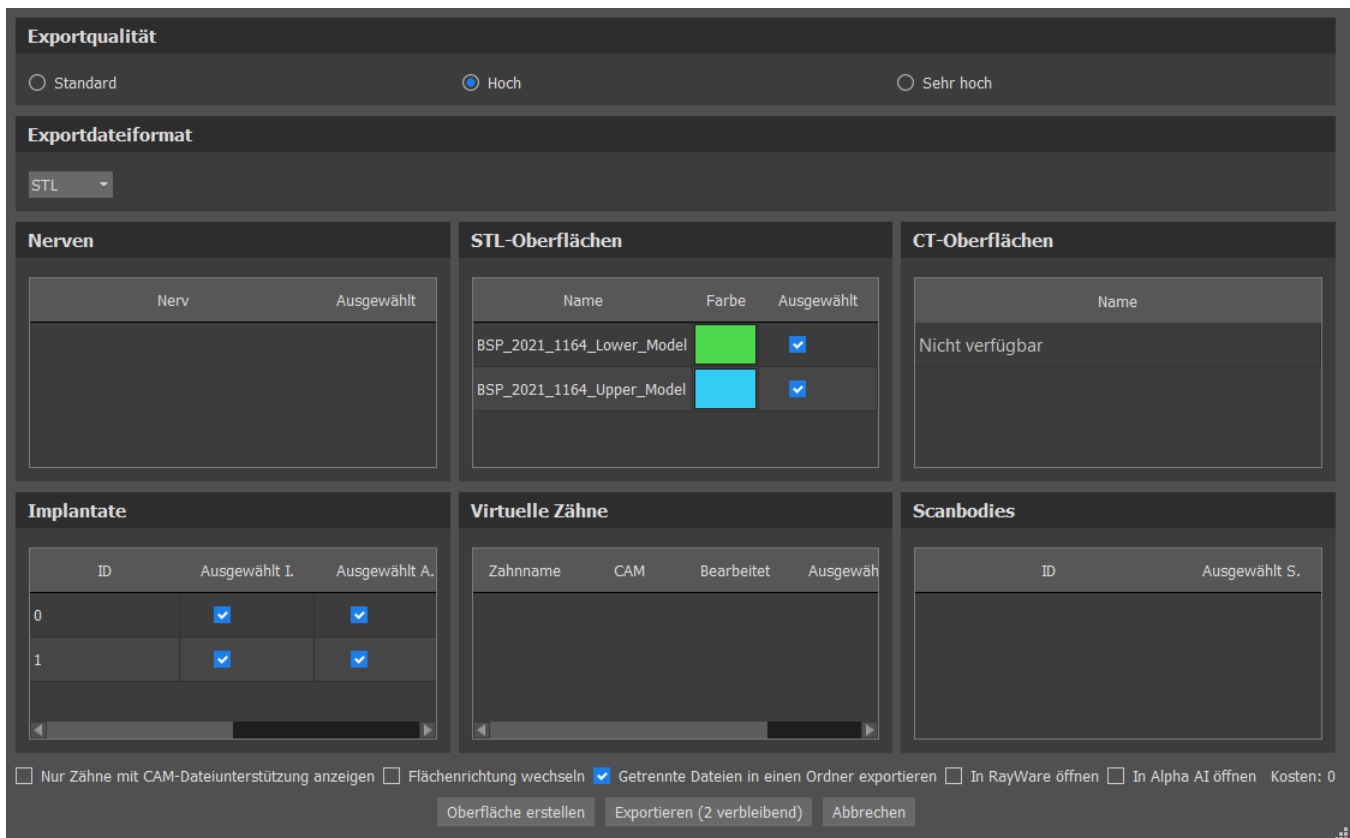 Exportqualität
Standard
Hoch
Sehr hoch
Exportdateiformat
STL
Nerven
Nerv Ausgewählt
STL-Oberflächen
Name Farbe Ausgewählt
BSP_2021_1164_Lower_Model
BSP_2021_1164_Upper_Model
CT-Oberflächen
Name
Nicht verfügbar
Implantate
ID Ausgewählt I. Ausgewählt A.
0
1
Virtuelle Zähne
Zahnname CAM Bearbeitet Ausgewäh
Scanbodies
ID Ausgewählt S.
Nur Zähne mit CAM-Dateiunterstützung anzeigen Flächenrichtung wechseln Getrennte Dateien in einen Ordner exportieren In RayWare öffnen In Alpha AI öffnen Kosten: 0
Oberfläche erstellen Exportieren (2 verbleibend) Abbrechen